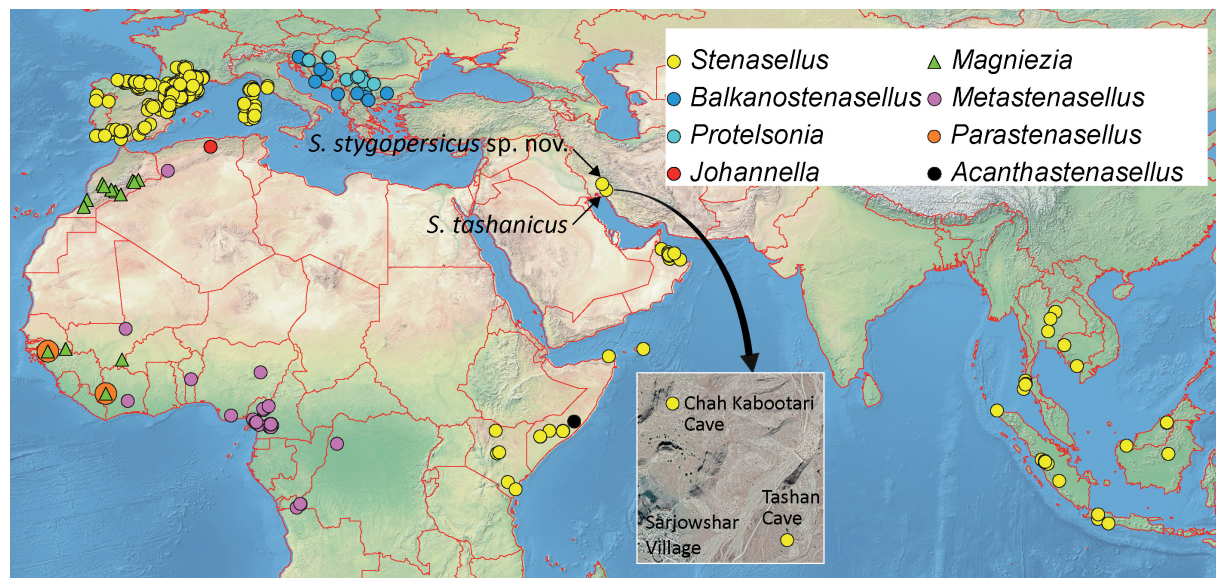 Stenasellus
Magniezia
Balkanostenasellus
Metastenasellus
Protelsonia
Parastenasellus
Johannella
Acanthastenasellus
S. stygopersicus sp. nov.
S. tashanicus
Chah Kabootari
Cave
Tashan
Cave
Sarjowshar
Village